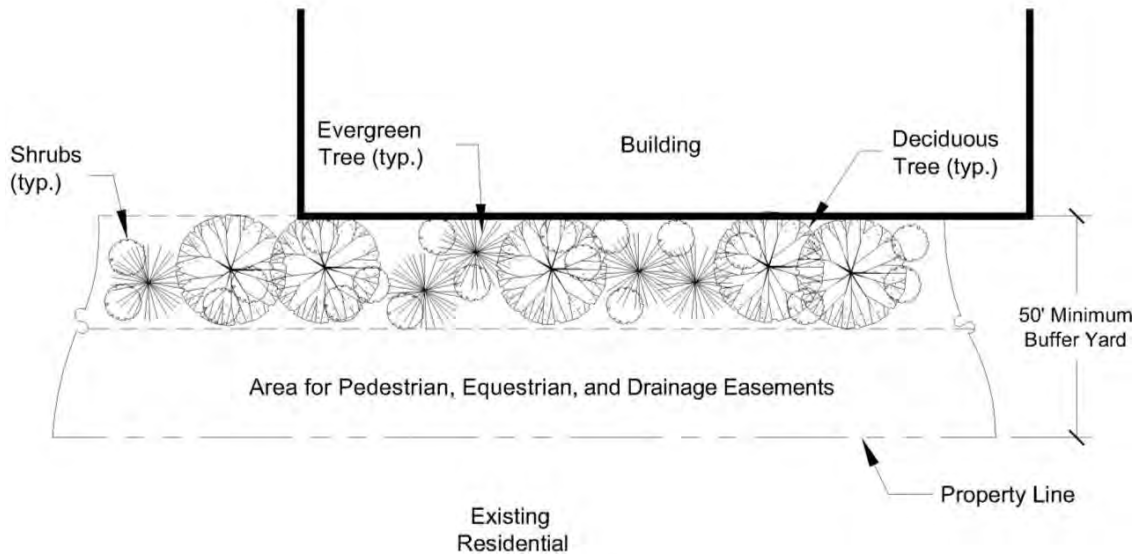 Shrubs
(typ.)
Evergreen
Tree (typ.)
Building
Deciduous
Tree (typ.)
50' Minimum
Buffer Yard
Area for Pedestrian, Equestrian, and Drainage Easements
Property Line
Existing
Residential